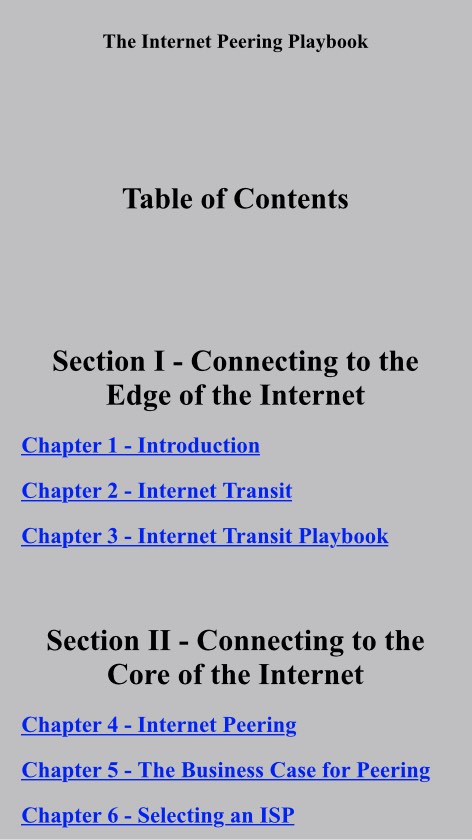 The Internet Peering Playbook
Table of Contents
Section I - Connecting to the
Edge of the Internet
Chapter 1 - Introduction
Chapter 2 - Internet Transit
Chapter 3 - Internet Transit Playbook
Section II - Connecting to the
Core of the Internet
Chapter 4 - Internet Peering
Chapter 5 - The Business Case for Peering
Chapter 6 - Selecting an ISP